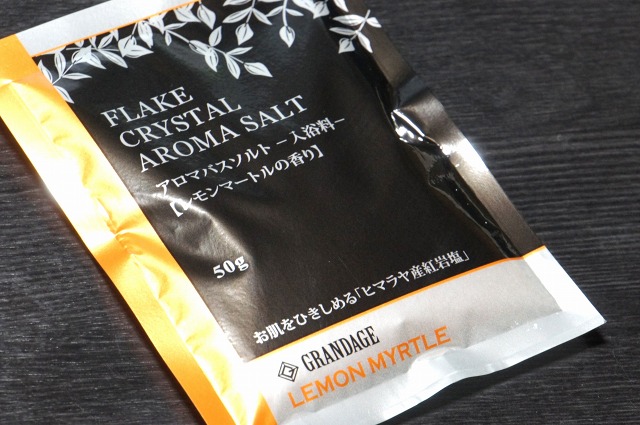 FLAKE
CRYSTAL
AROMA SALT
アロマバスソルト －入浴料－
【レモンマートルの香り】
50g
お肌をひきしめる「ヒマラヤ産紅岩塩」
GRANDAGE
LEMON MYRTLE